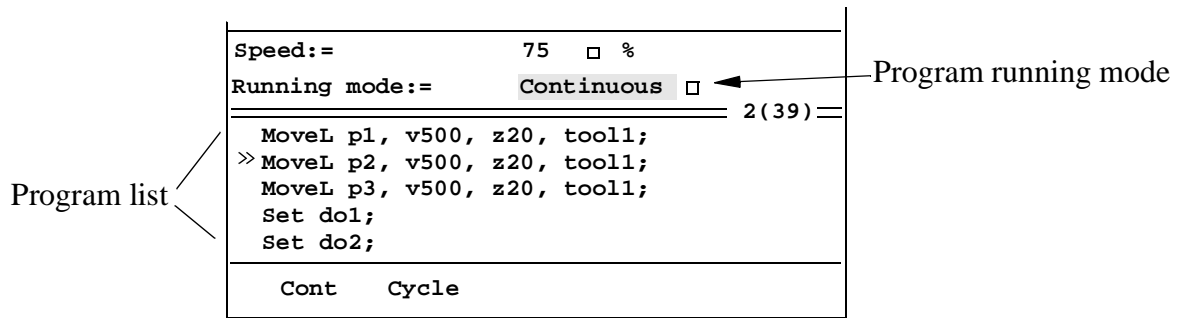 Speed:= 75 %
Running mode:= Continuous
Program running mode
2(39)
MoveL p1, v500, z20, tool1;
» MoveL p2, v500, z20, tool1;
MoveL p3, v500, z20, tool1;
Program list
Set do1;
Set do2;
Cont Cycle